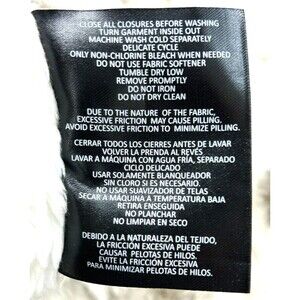 CLOSE ALL CLOSURES BEFORE WASHING
TURN GARMENT INSIDE OUT
MACHINE WASH COLD SEPARATELY
DELICATE CYCLE
ONLY NON-CHLORINE BLEACH WHEN NEEDED
DO NOT USE FABRIC SOFTENER
TUMBLE DRY LOW
REMOVE PROMPTLY
DO NOT IRON
DO NOT DRY CLEAN
DUE TO THE NATURE OF THE FABRIC,
EXCESSIVE FRICTION MAY CAUSE PILLING.
AVOID EXCESSIVE FRICTION TO MINIMIZE PILLING.
CERRAR TODOS LOS CIERRES ANTES DE LAVAR
VOLVER LA PRENDA AL REVÉS
LAVAR A MÁQUINA CON AGUA FRÍA, SEPARADO
CICLO DELICADO
USAR SOLAMENTE BLANQUEADOR
SIN CLORO SI ES NECESARIO.
NO USAR SUAVIZADOR DE TELAS
SECAR A MÁQUINA A TEMPERATURA BAJA
RETIRA ENSEGUIDA
NO PLANCHAR
NO LIMPIAR EN SECO
DEBIDO A LA NATURALEZA DEL TEJIDO,
LA FRICCIÓN EXCESIVA PUEDE
CAUSAR PELOTAS DE HILOS.
EVITE LA FRICCIÓN EXCESIVA
PARA MINIMIZAR PELOTAS DE HILOS.